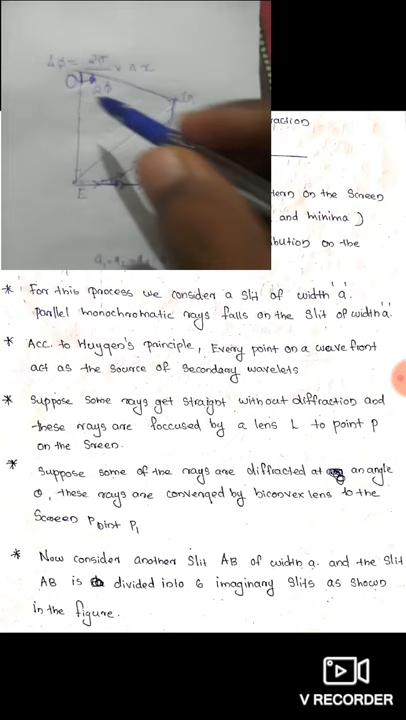 Δφ = 2π/λ × Δx
O
2φ
E
raction
tern on the Screen
and minima )
bution on the
* For this process we consider a slit of width 'a'.
parallel monochromatic rays falls on the slit of width 'a'.
* Acc. to Huygen's principle, Every point on a wave front
act as the source of secondary wavelets
* Suppose some rays get straight without diffraction and
these rays are foccused by a lens L to point p
on the Screen.
* Suppose some of the rays are diffracted at an angle
θ, these rays are convenged by biconvex lens to the
Screen Point P1
* Now consider another slit AB of width a. and the slit
AB is divided into 6 imaginary slits as shown
in the figure.
V RECORDER